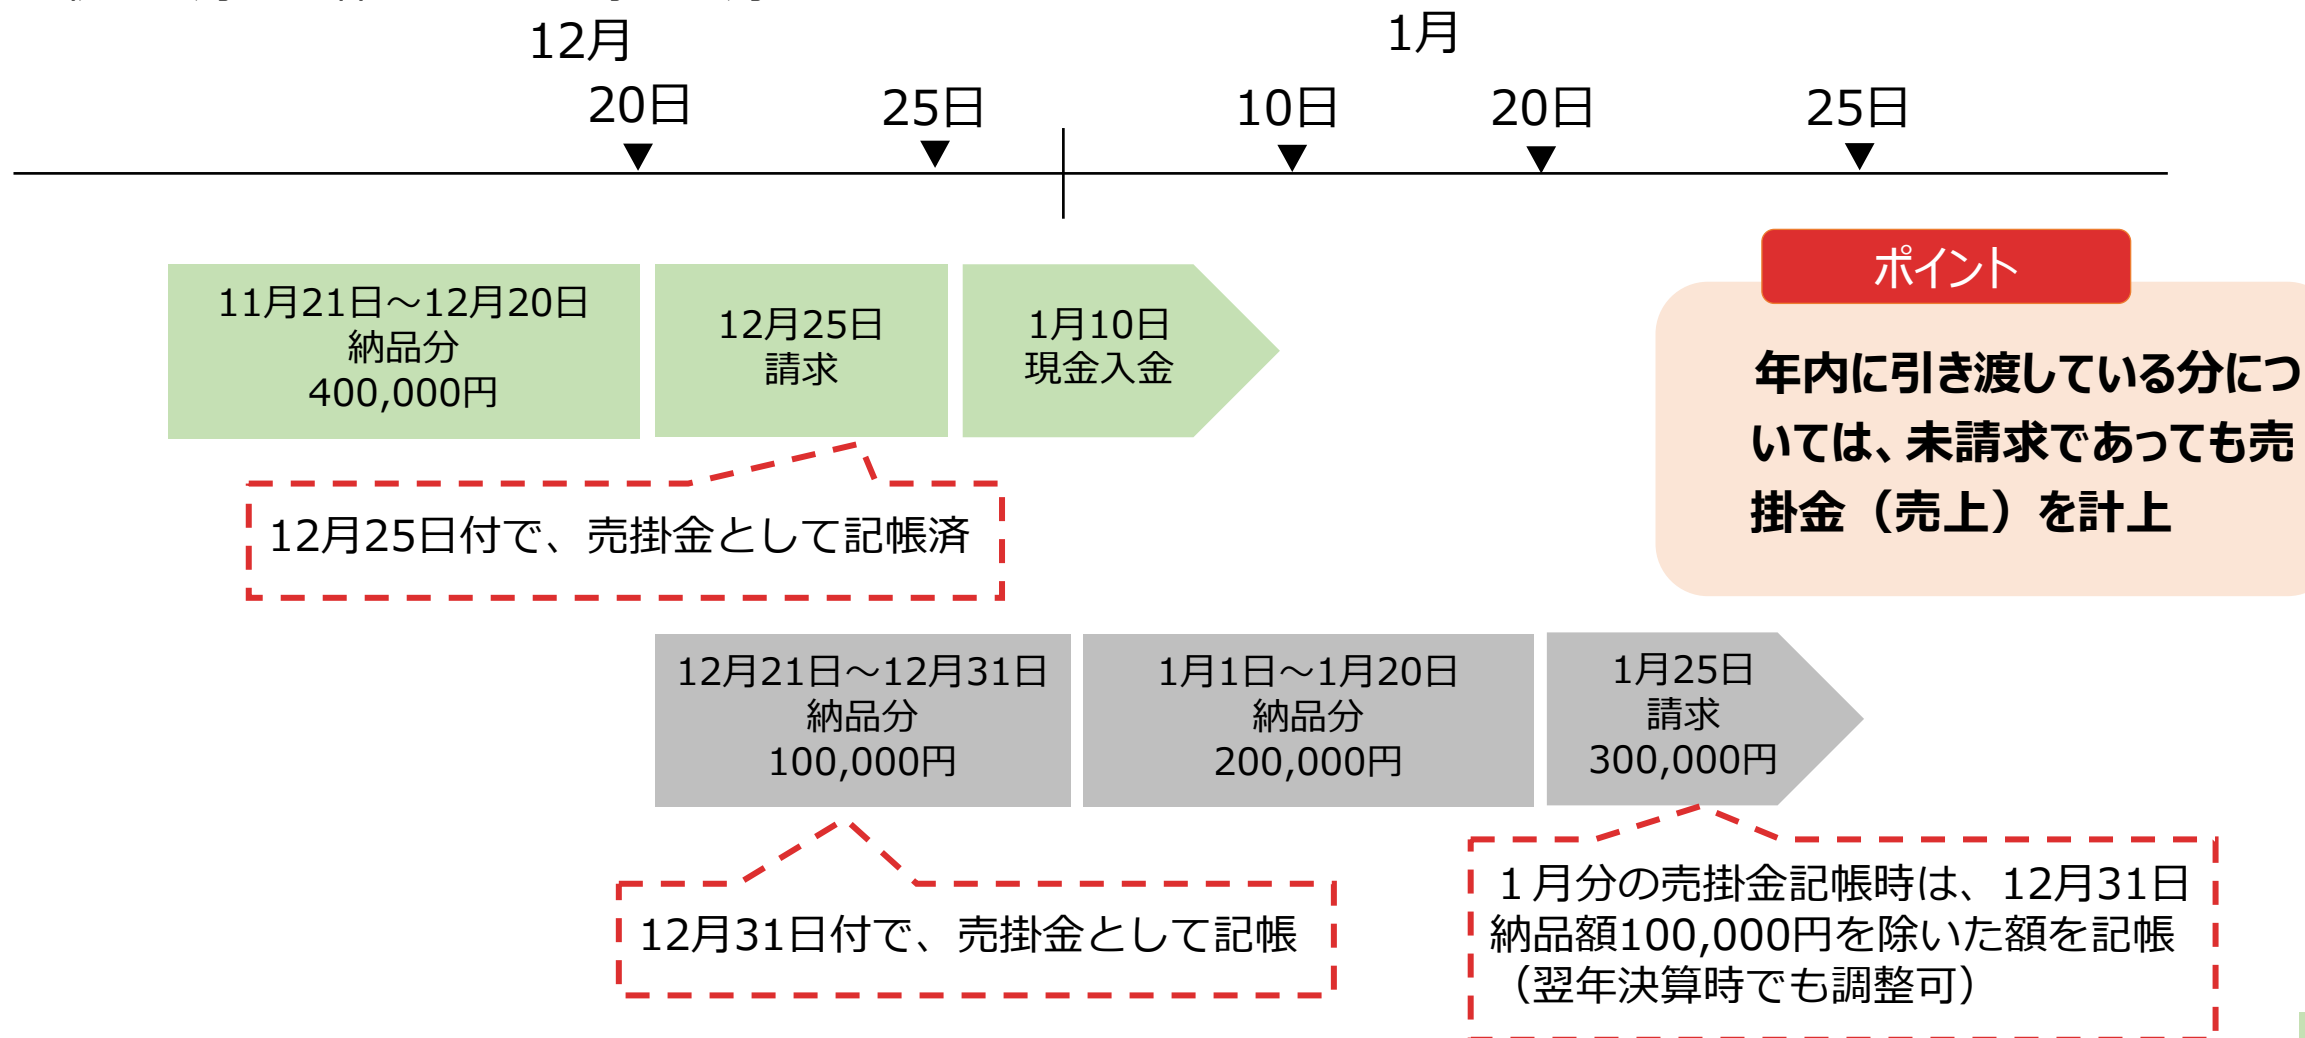 12月
1月
20日
25日
10日
20日
25日
11月21日～12月20日
納品分
400,000円
12月25日
請求
1月10日
現金入金
ポイント
年内に引き渡している分につ
いては、未請求であっても売
掛金（売上）を計上
12月25日付で、売掛金として記帳済
12月21日～12月31日
納品分
100,000円
1月1日～1月20日
納品分
200,000円
1月25日
請求
300,000円
12月31日付で、売掛金として記帳
１月分の売掛金記帳時は、12月31日
納品額100,000円を除いた額を記帳
（翌年決算時でも調整可）